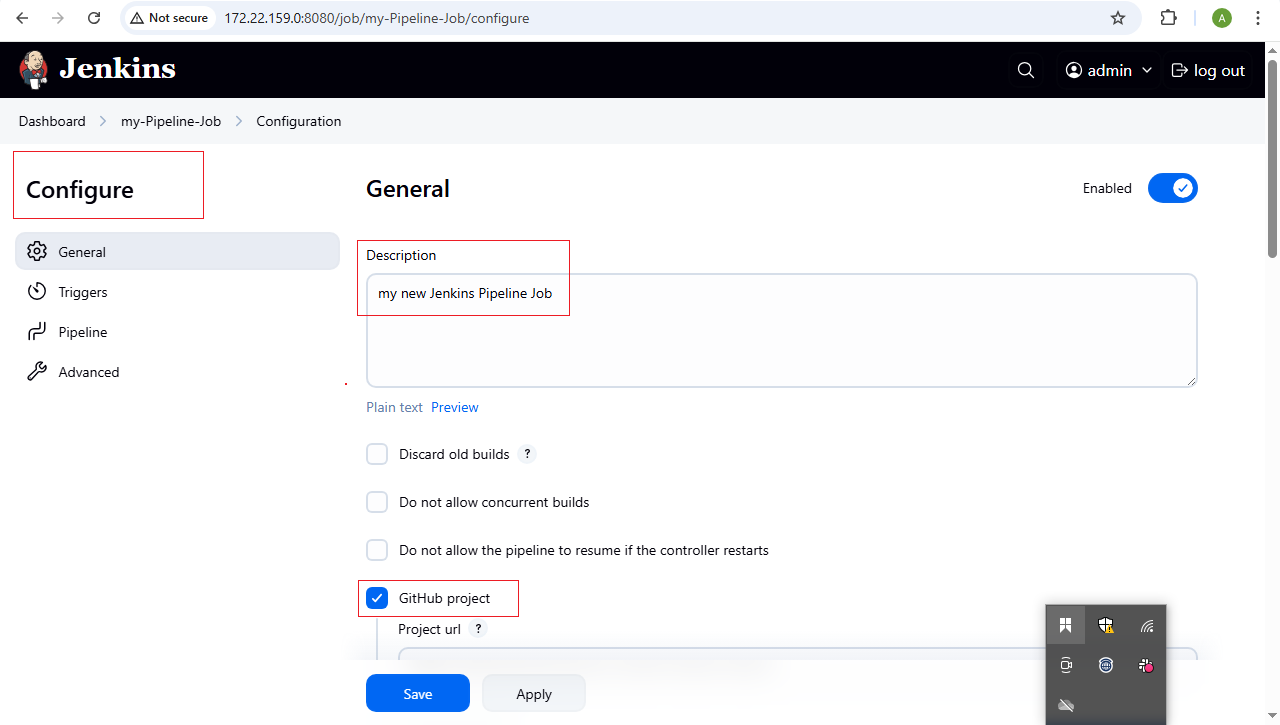 Not secure 172.22.159.0:8080/job/my-Pipeline-Job/configure A
Jenkins admin log out
Dashboard my-Pipeline-Job Configuration
Configure
General
Triggers
Pipeline
Advanced
General Enabled
Description
my new Jenkins Pipeline Job
Plain text Preview
Discard old builds ?
Do not allow concurrent builds
Do not allow the pipeline to resume if the controller restarts
GitHub project
Project url ?
Save Apply